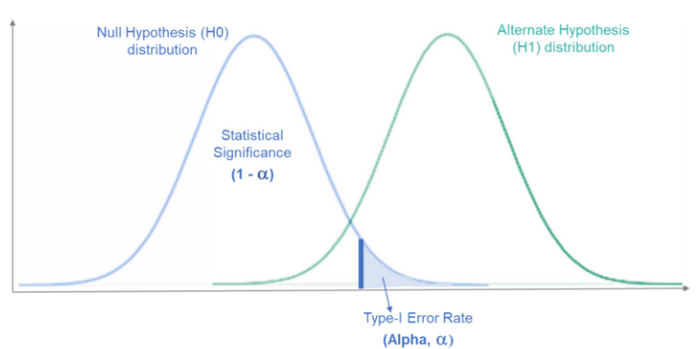 Null Hypothesis (H0)
distribution
Alternate Hypothesis
(H1) distribution
Statistical
Significance
(1 - α)
Type-I Error Rate
(Alpha, α)